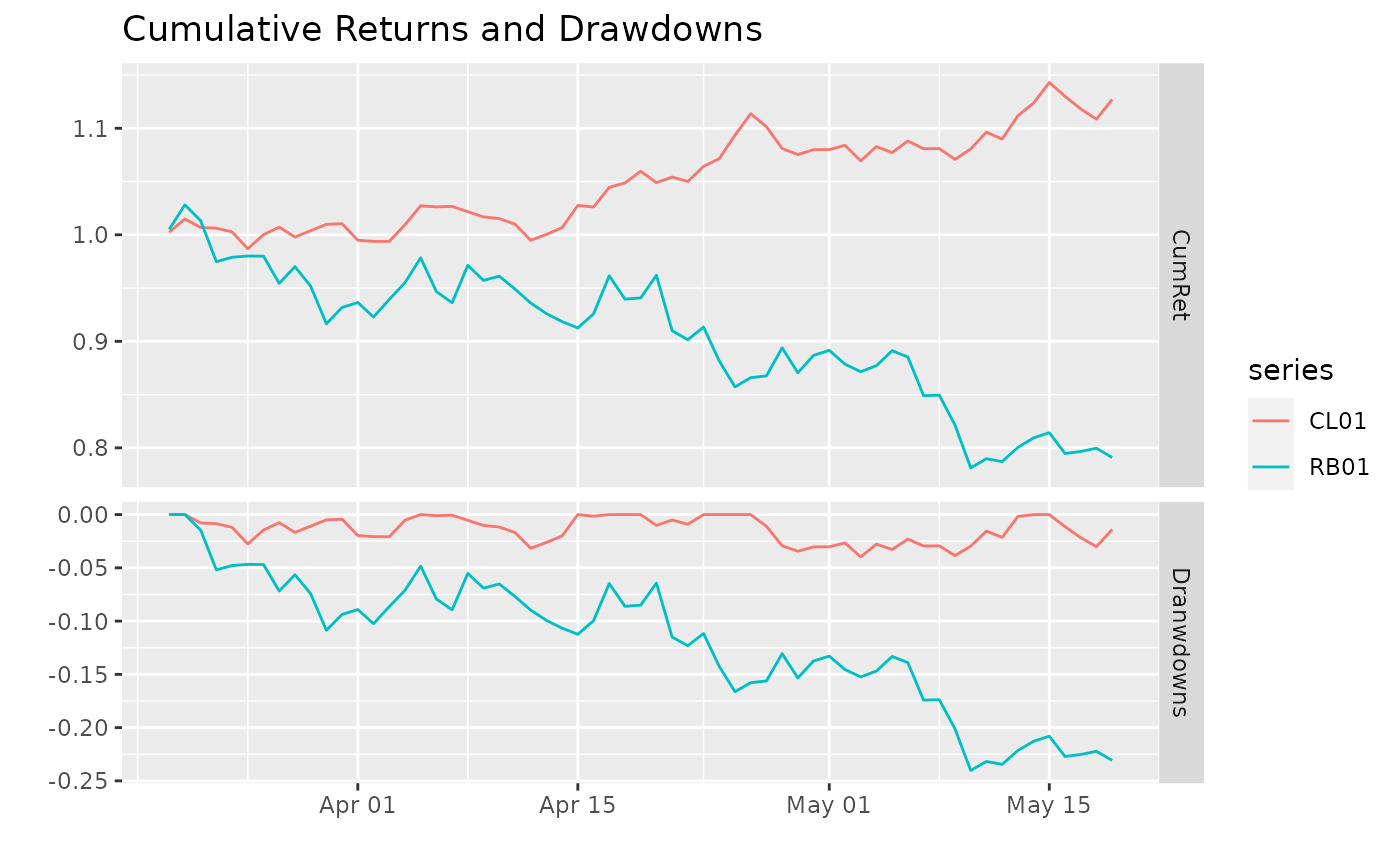 Cumulative Returns and Drawdowns
1.1
1.0
0.9
0.8
CumRet
0.00
-0.05
-0.10
-0.15
-0.20
-0.25
Dranwdowns
Apr 01
Apr 15
May 01
May 15
series
CL01
RB01